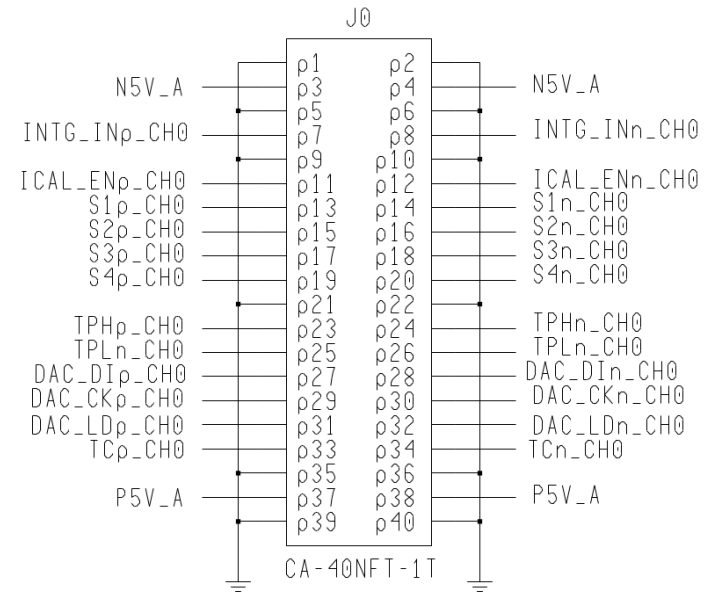 J0
p1 p2
N5V_A p3 p4 N5V_A
p5 p6
INTG_INp_CH0 p7 p8 INTG_INn_CH0
p9 p10
ICAL_ENp_CH0 p11 p12 ICAL_ENn_CH0
S1p_CH0 p13 p14 S1n_CH0
S2p_CH0 p15 p16 S2n_CH0
S3p_CH0 p17 p18 S3n_CH0
S4p_CH0 p19 p20 S4n_CH0
p21 p22
TPHp_CH0 p23 p24 TPHn_CH0
TPLn_CH0 p25 p26 TPLn_CH0
DAC_DIp_CH0 p27 p28 DAC_DIn_CH0
DAC_CKp_CH0 p29 p30 DAC_CKn_CH0
DAC_LDp_CH0 p31 p32 DAC_LDn_CH0
TCp_CH0 p33 p34 TCn_CH0
p35 p36
P5V_A p37 p38 P5V_A
p39 p40
CA-40NFT-1T